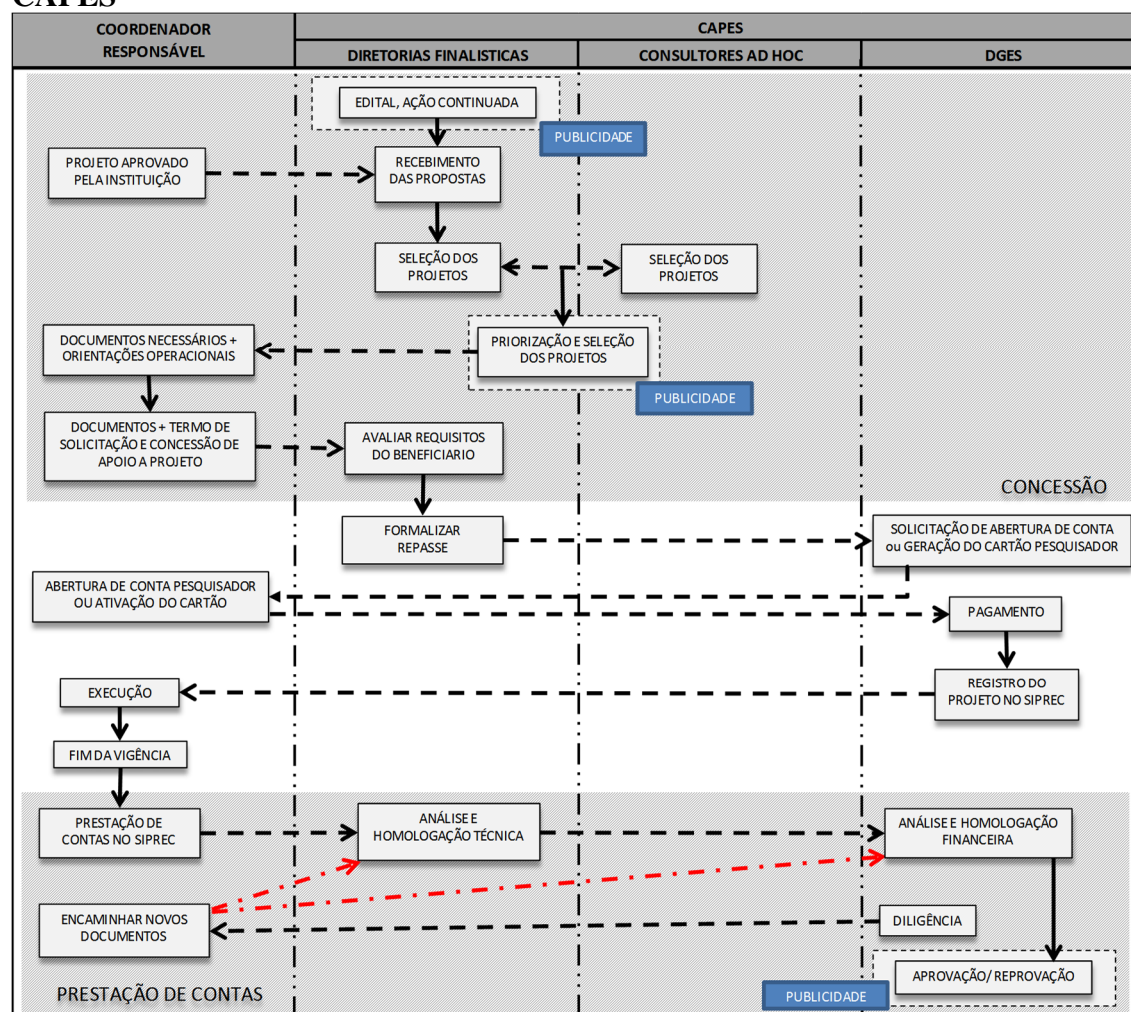 CAPES
COORDENADOR
RESPONSÁVEL
CAPES
DIRETORIAS FINALISTICAS
CONSULTORES AD HOC
DGES
EDITAL, AÇÃO CONTINUADA
PUBLICIDADE
PROJETO APROVADO
PELA INSTITUIÇÃO
RECEBIMENTO
DAS PROPOSTAS
SELEÇÃO DOS
PROJETOS
SELEÇÃO DOS
PROJETOS
DOCUMENTOS NECESSÁRIOS +
ORIENTAÇÕES OPERACIONAIS
PRIORIZAÇÃO E SELEÇÃO
DOS PROJETOS
PUBLICIDADE
DOCUMENTOS + TERMO DE
SOLICITAÇÃO E CONCESSÃO DE
APOIO A PROJETO
AVALIAR REQUISITOS
DO BENEFICIARIO
CONCESSÃO
FORMALIZAR
REPASSE
SOLICITAÇÃO DE ABERTURA DE CONTA
ou GERAÇÃO DO CARTÃO PESQUISADOR
ABERTURA DE CONTA PESQUISADOR
OU ATIVAÇÃO DO CARTÃO
PAGAMENTO
EXECUÇÃO
REGISTRO DO
PROJETO NO SIPREC
FIM DA VIGÊNCIA
PRESTAÇÃO DE
CONTAS NO SIPREC
ANÁLISE E
HOMOLOGAÇÃO TÉCNICA
ANÁLISE E HOMOLOGAÇÃO
FINANCEIRA
ENCAMINHAR NOVOS
DOCUMENTOS
DILIGÊNCIA
APROVAÇÃO/ REPROVAÇÃO
PUBLICIDADE
PRESTAÇÃO DE CONTAS